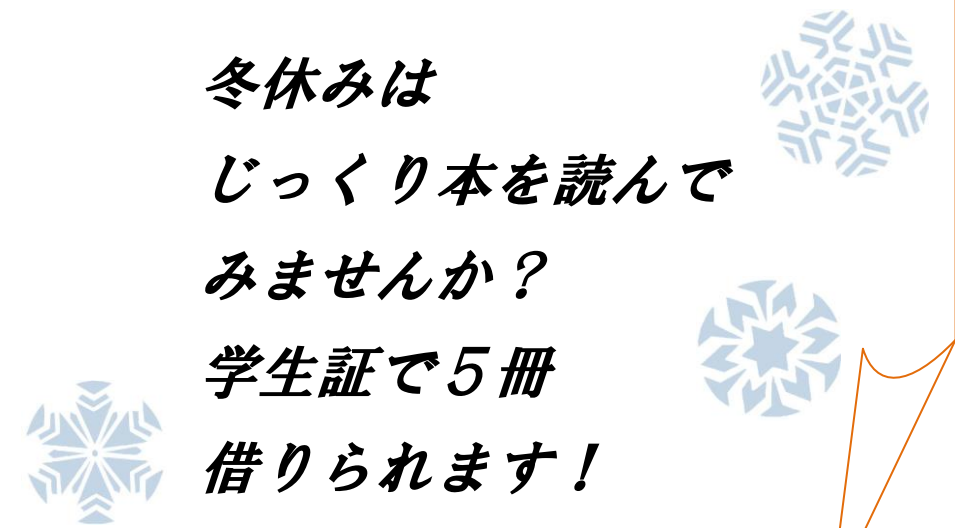 冬休みは
じっくり本を読んで
みませんか？
学生証で５冊
借りられます！